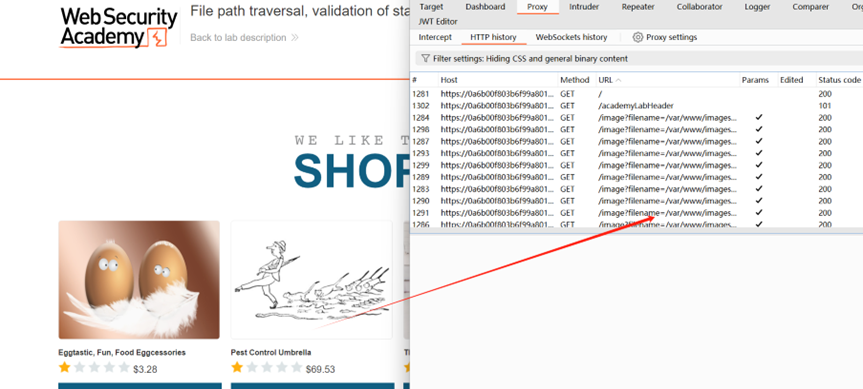 Web Security
Academy
File path traversal, validation of sta
Back to lab description
WE LIKE T
SHOP
Eggtastic, Fun, Food Eggcessories
$3.28
Pest Control Umbrella
$69.53
Target Dashboard Proxy Intruder Repeater Collaborator Logger Comparer Or
JWT Editor
Intercept HTTP history WebSockets history Proxy settings
Filter settings: Hiding CSS and general binary content
# Host Method URL Params Edited Status code
1281 https://0a6b00f803b6f99a801... GET / 200
1302 https://0a6b00f803b6f99a801... GET /academyLabHeader 101
1284 https://0a6b00f803b6f99a801... GET /image?filename=/var/www/images... ✓ 200
1298 https://0a6b00f803b6f99a801... GET /image?filename=/var/www/images... ✓ 200
1287 https://0a6b00f803b6f99a801... GET /image?filename=/var/www/images... ✓ 200
1293 https://0a6b00f803b6f99a801... GET /image?filename=/var/www/images... ✓ 200
1299 https://0a6b00f803b6f99a801... GET /image?filename=/var/www/images... ✓ 200
1289 https://0a6b00f803b6f99a801... GET /image?filename=/var/www/images... ✓ 200
1283 https://0a6b00f803b6f99a801... GET /image?filename=/var/www/images... ✓ 200
1290 https://0a6b00f803b6f99a801... GET /image?filename=/var/www/images... ✓ 200
1291 https://0a6b00f803b6f99a801... GET /image?filename=/var/www/images... ✓ 200
1286 https://0a6b00f803b6f99a801... GET /image?filename=/var/www/images... ✓ 200